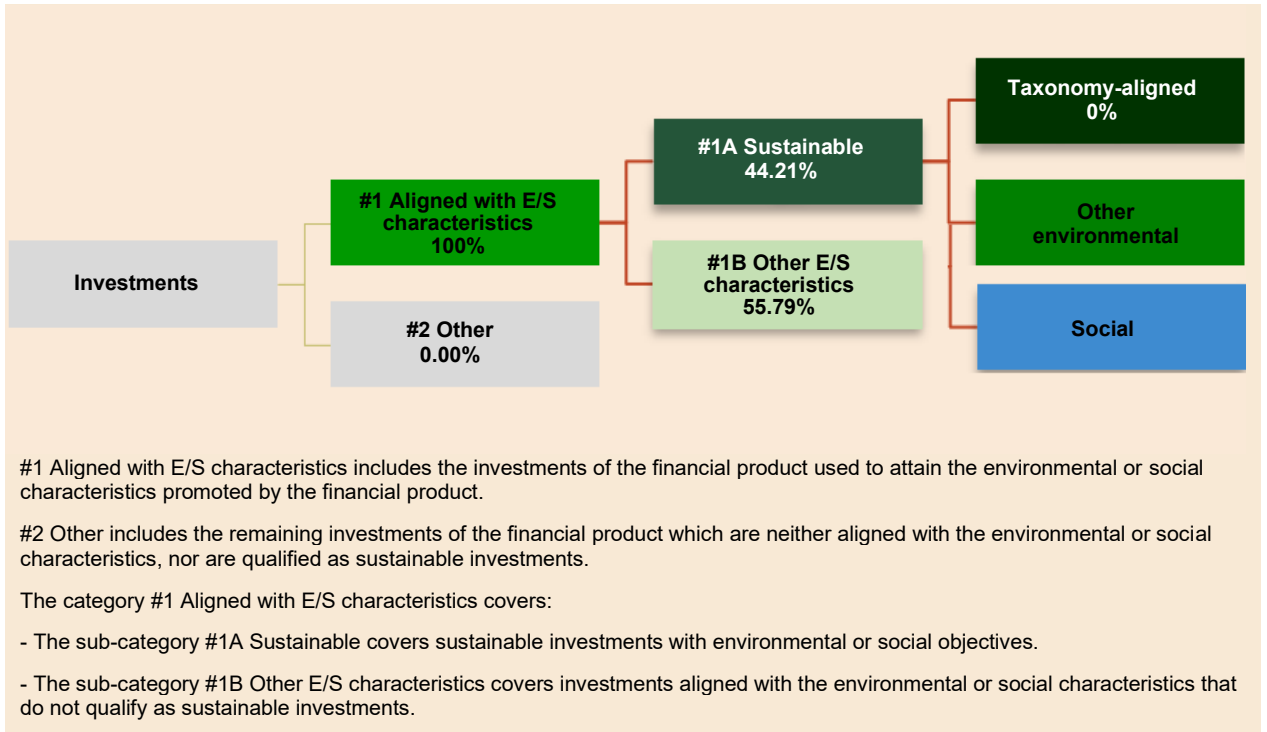 Investments
#1 Aligned with E/S
characteristics
100%
#2 Other
0.00%
#1A Sustainable
44.21%
#1B Other E/S
characteristics
55.79%
Taxonomy-aligned
0%
Other
environmental
Social
#1 Aligned with E/S characteristics includes the investments of the financial product used to attain the environmental or social
characteristics promoted by the financial product.
#2 Other includes the remaining investments of the financial product which are neither aligned with the environmental or social
characteristics, nor are qualified as sustainable investments.
The category #1 Aligned with E/S characteristics covers:
- The sub-category #1A Sustainable covers sustainable investments with environmental or social objectives.
- The sub-category #1B Other E/S characteristics covers investments aligned with the environmental or social characteristics that
do not qualify as sustainable investments.